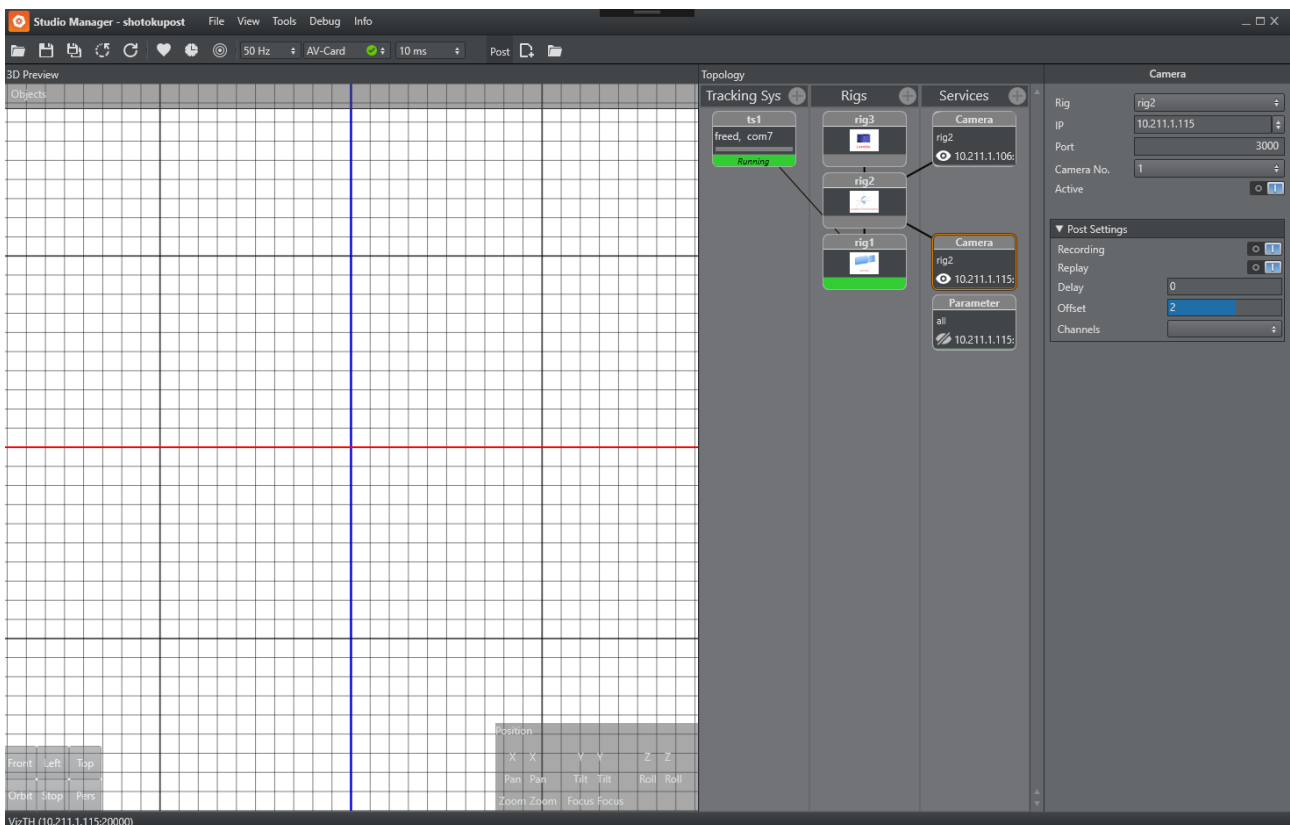 Studio Manager - shotokupost File View Tools Debug Info
50 Hz AV-Card 10 ms Post
3D Preview
Objects
Front Left Top
Orbit Stop Pers
Position
X X Y Y Z Z
Pan Pan Tilt Tilt Roll Roll
Zoom Zoom Focus Focus
Topology
Tracking Sys Rigs Services
ts1
freed, com7
Running
rig3
rig2
rig1
Camera
rig2
10.211.1.106:
Camera
rig2
10.211.1.115:
Parameter
all
10.211.1.115:
Camera
Rig rig2
IP 10.211.1.115
Port 3000
Camera No. 1
Active
Post Settings
Recording
Replay
Delay 0
Offset 2
Channels
VizTH (10.211.1.115:20000)